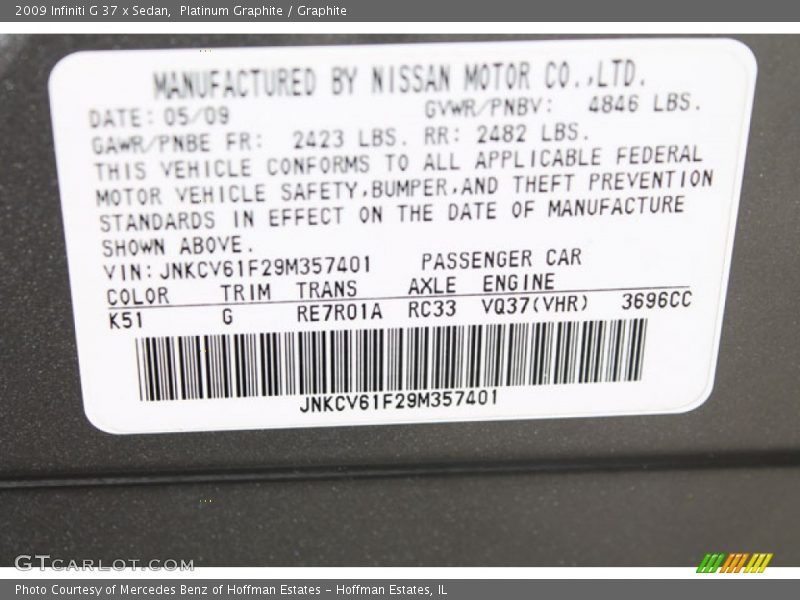 2009 Infiniti G 37 x Sedan, Platinum Graphite / Graphite
MANUFACTURED BY NISSAN MOTOR CO.,LTD.
DATE: 05/09 GVWR/PNBV: 4846 LBS.
GAWR/PNBE FR: 2423 LBS. RR: 2482 LBS.
THIS VEHICLE CONFORMS TO ALL APPLICABLE FEDERAL
MOTOR VEHICLE SAFETY,BUMPER,AND THEFT PREVENTION
STANDARDS IN EFFECT ON THE DATE OF MANUFACTURE
SHOWN ABOVE.
VIN: JNKCV61F29M357401 PASSENGER CAR
COLOR TRIM TRANS AXLE ENGINE
K51 G RE7R01A RC33 VQ37(VHR) 3696CC
JNKCV61F29M357401
GTCARLOT.COM
Photo Courtesy of Mercedes Benz of Hoffman Estates - Hoffman Estates, IL